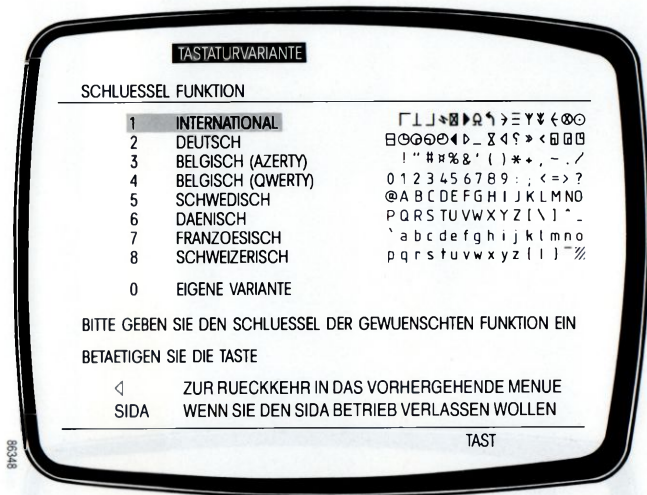 TASTATURVARIANTE
SCHLUESSEL FUNKTION
1 INTERNATIONAL
2 DEUTSCH
3 BELGISCH (AZERTY)
4 BELGISCH (QWERTY)
5 SCHWEDISCH
6 DAENISCH
7 FRANZOESISCH
8 SCHWEIZERISCH
0 EIGENE VARIANTE
! " # ¤ % & ' ( ) * + , - . /
0 1 2 3 4 5 6 7 8 9 : ; < = > ?
@ A B C D E F G H I J K L M N O
P Q R S T U V W X Y Z [ \ ] ^ _
` a b c d e f g h i j k l m n o
p q r s t u v w x y z { | } ‾
BITTE GEBEN SIE DEN SCHLUESSEL DER GEWUENSCHTEN FUNKTION EIN
BETAETIGEN SIE DIE TASTE
◁ ZUR RUECKKEHR IN DAS VORHERGEHENDE MENUE
SIDA WENN SIE DEN SIDA BETRIEB VERLASSEN WOLLEN
TAST
86348